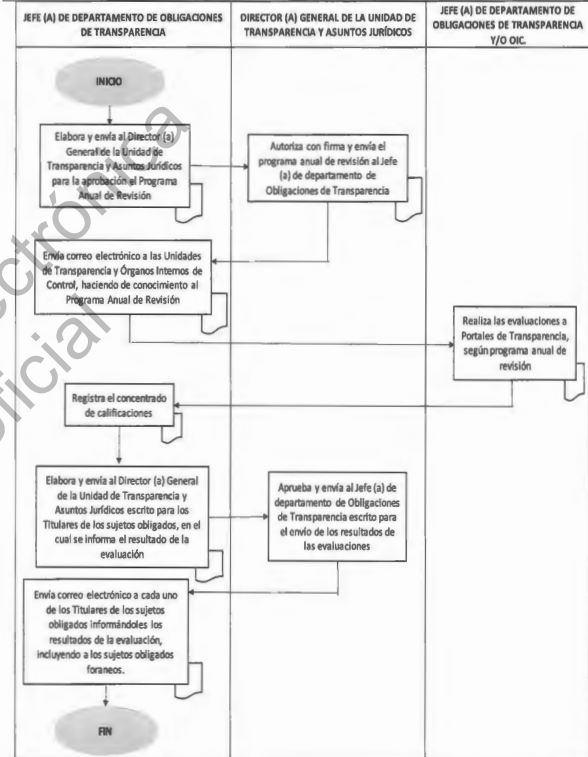 JEFE (A) DE DEPARTAMENTO DE OBLIGACIONES
DE TRANSPARENCIA
DIRECTOR (A) GENERAL DE LA UNIDAD DE
TRANSPARENCIA Y ASUNTOS JURÍDICOS
JEFE (A) DE DEPARTAMENTO DE
OBLIGACIONES DE TRANSPARENCIA
Y/O OIC.
INICIO
Elabora y envía al Director (a)
General de la Unidad de
Transparencia y Asuntos Jurídicos
para la aprobación el Programa
Anual de Revisión
Autoriza con firma y envía el
programa anual de revisión al Jefe
(a) de departamento de
Obligaciones de Transparencia
Envía correo electrónico a las Unidades
de Transparencia y Órganos Internos de
Control, haciendo de conocimiento al
Programa Anual de Revisión
Realiza las evaluaciones a
Portales de Transparencia,
según programa anual de
revisión
Registra el concentrado
de calificaciones
Elabora y envía al Director (a) General
de la Unidad de Transparencia y
Asuntos Jurídicos escrito para los
Titulares de los sujetos obligados, en el
cual se informa el resultado de la
evaluación
Aprueba y envía al Jefe (a) de
departamento de Obligaciones
de Transparencia escrito para
el envío de los resultados de
las evaluaciones
Envía correo electrónico a cada uno
de los Titulares de los sujetos
obligados informándoles los
resultados de la evaluación,
incluyendo a los sujetos obligados
foraneos.
FIN